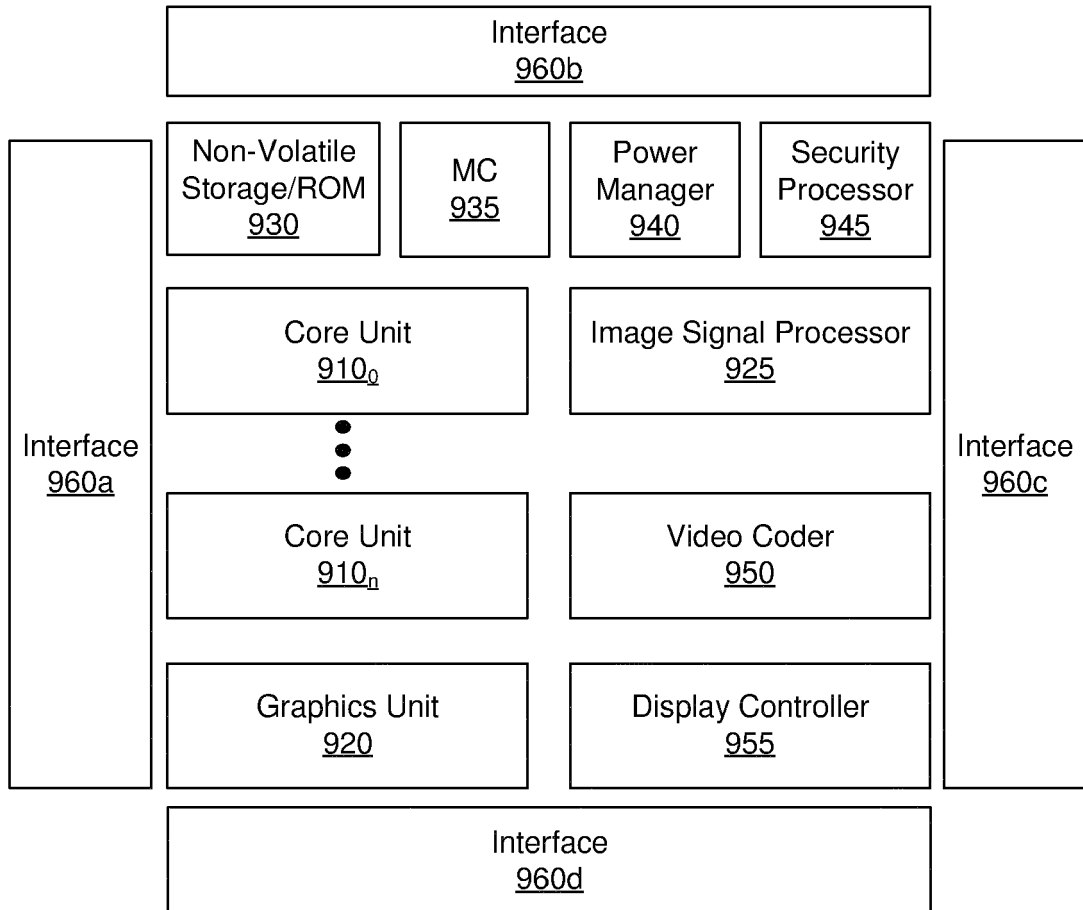 Interface
960b
Non-Volatile
Storage/ROM
930
MC
935
Power
Manager
940
Security
Processor
945
Interface
960a
Core Unit
910₀
Image Signal Processor
925
Interface
960c
Core Unit
910ₙ
Video Coder
950
Graphics Unit
920
Display Controller
955
Interface
960d